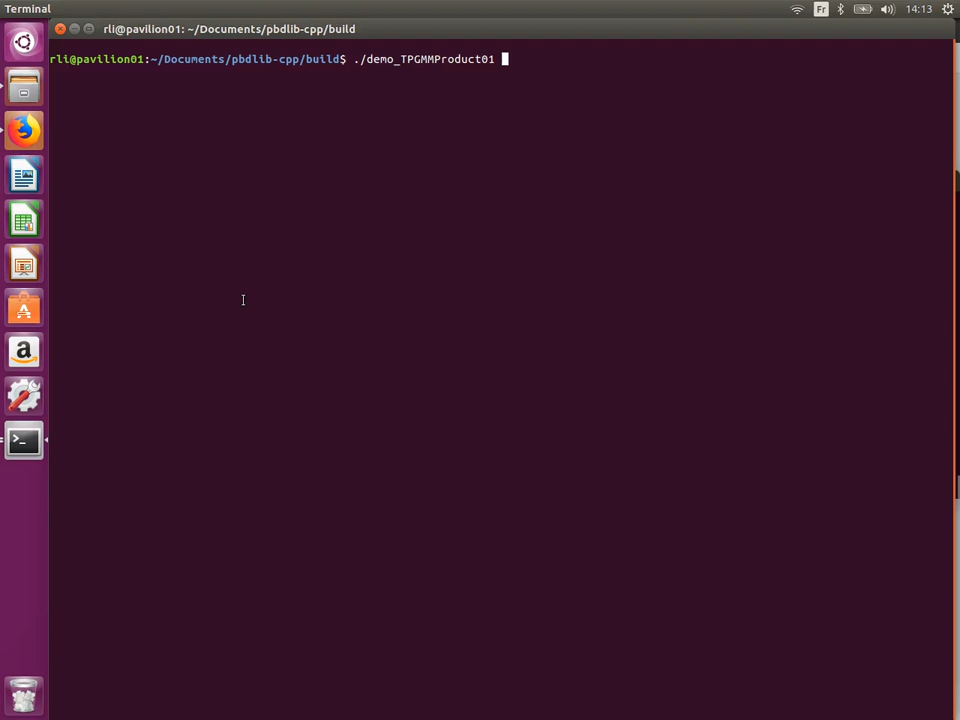 Terminal
Fr
14:13
rli@pavilion01: ~/Documents/pbdlib-cpp/build
rli@pavilion01:~/Documents/pbdlib-cpp/build$ ./demo_TPGMMProduct01